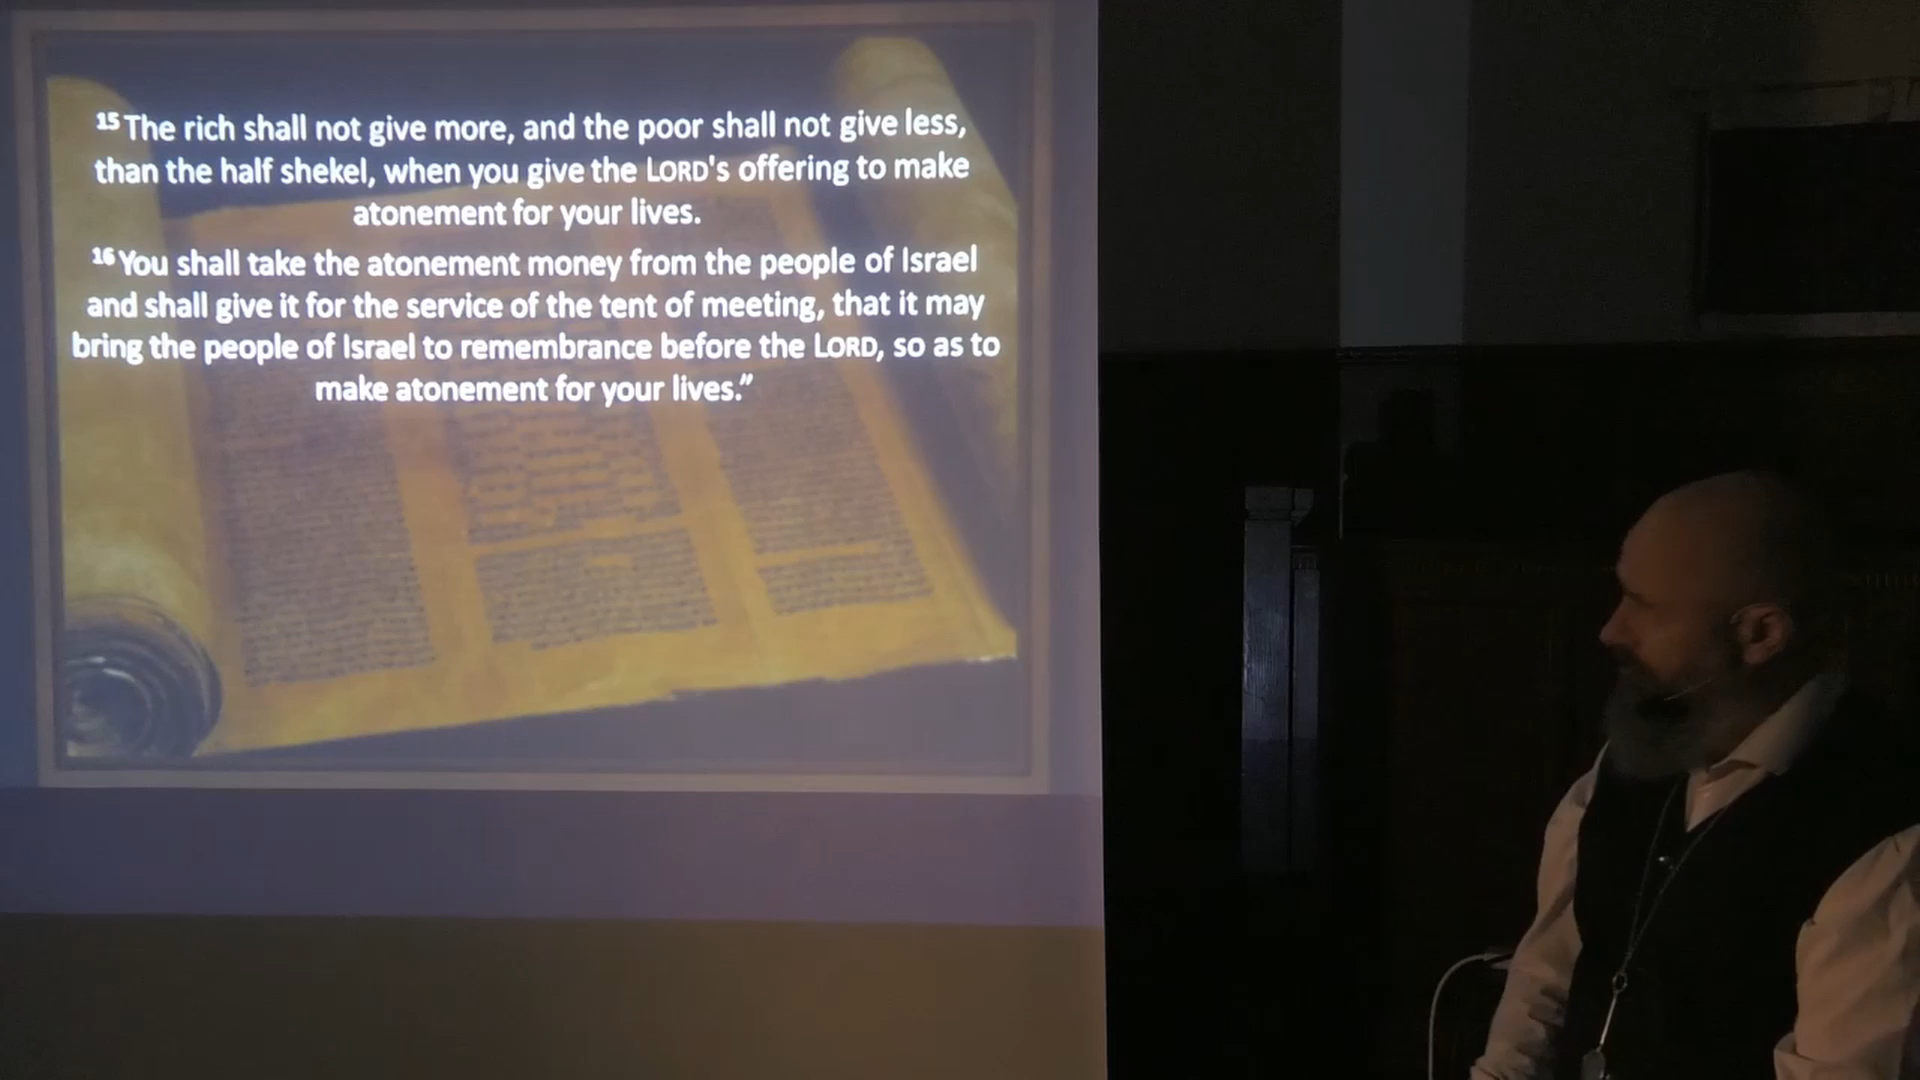 15 The rich shall not give more, and the poor shall not give less,
than the half shekel, when you give the LORD's offering to make
atonement for your lives.
16 You shall take the atonement money from the people of Israel
and shall give it for the service of the tent of meeting, that it may
bring the people of Israel to remembrance before the LORD, so as to
make atonement for your lives.”